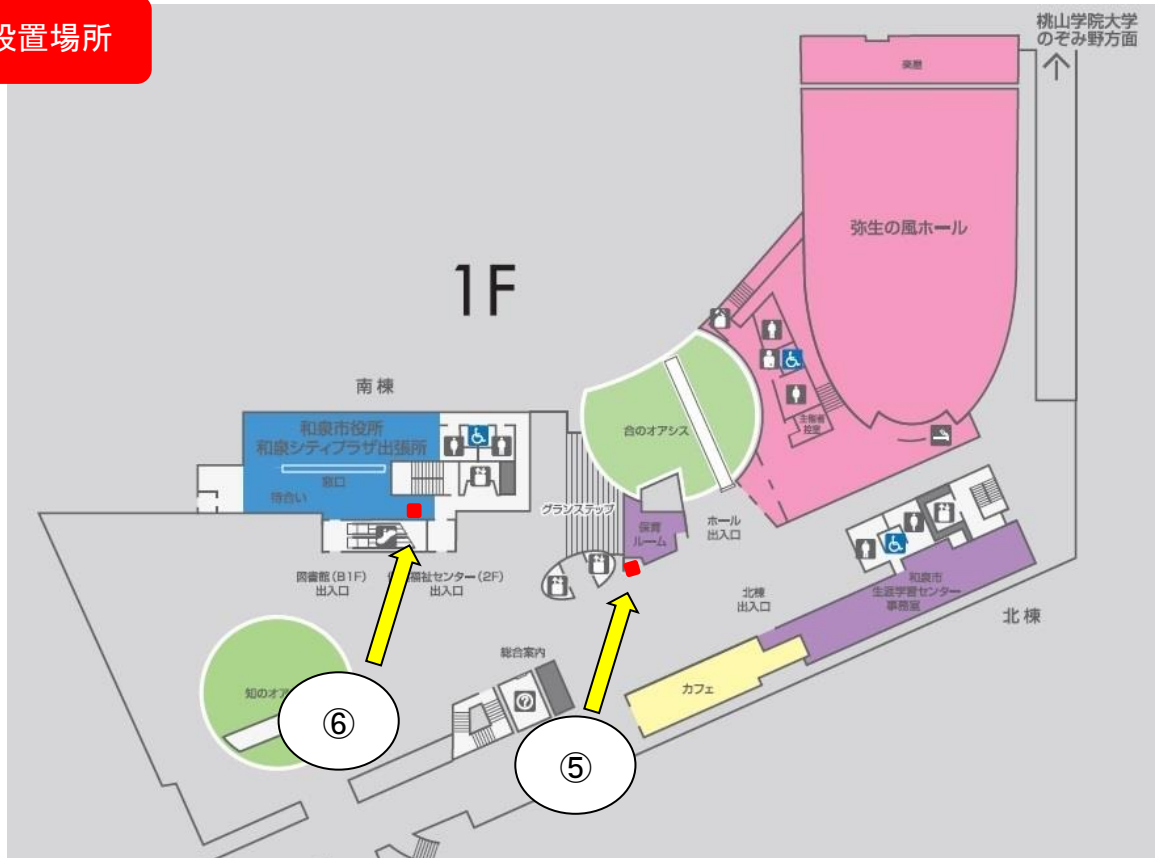 設置場所
桃山学院大学
のぞみ野方面
楽屋
弥生の風ホール
1F
南棟
和泉市役所
和泉シティプラザ出張所
窓口
待合い
合のオアシス
主催者
控室
グランステップ
保育
ルーム
ホール
出入口
図書館(B1F)
出入口
福祉センター(2F)
出入口
北棟
出入口
和泉市
生涯学習センター
事務室
北棟
総合案内
カフェ
知のオア
⑥
⑤